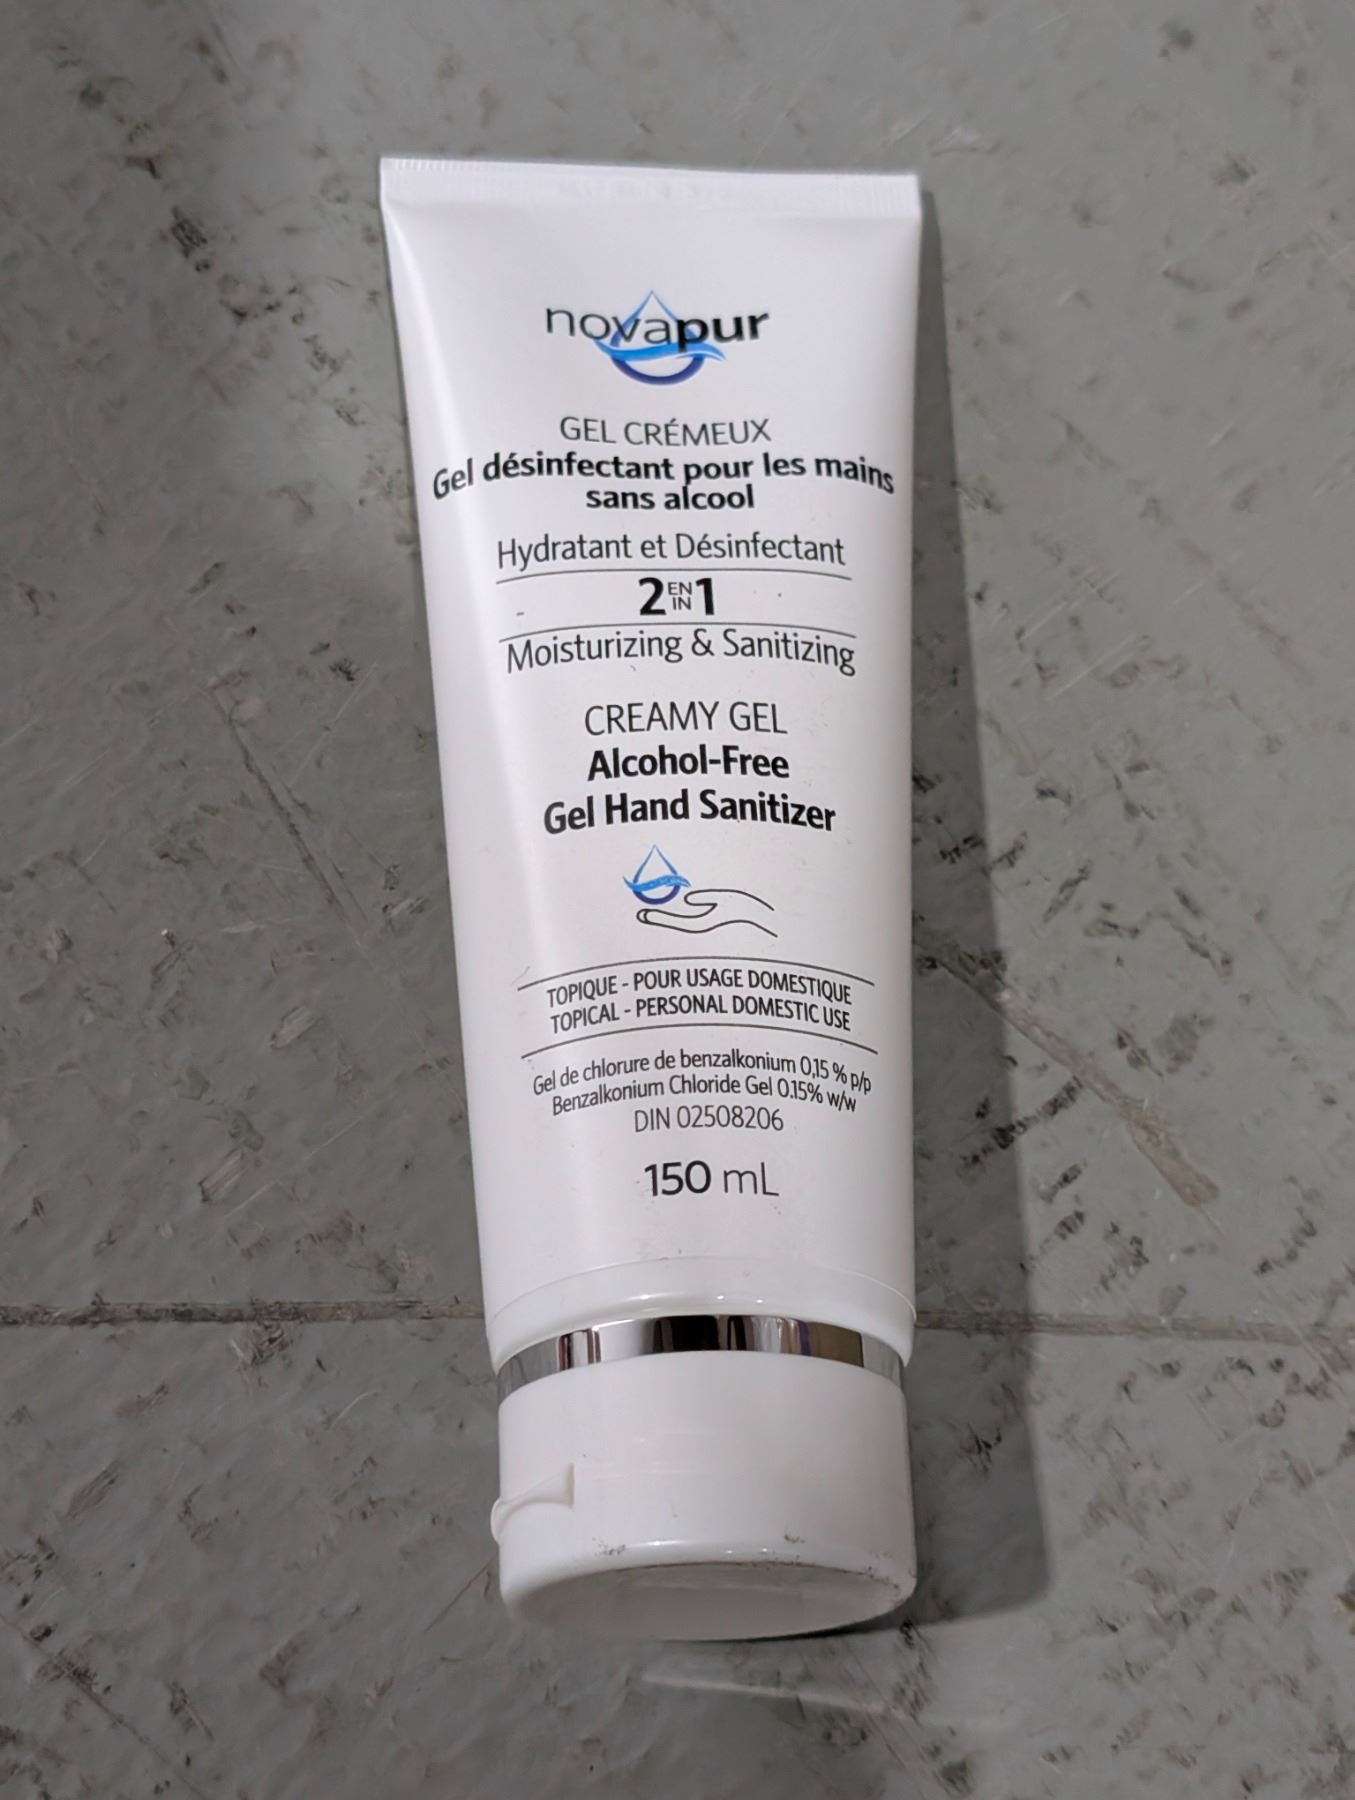 novapur
GEL CRÉMEUX
Gel désinfectant pour les mains
sans alcool
Hydratant et Désinfectant
2 EN IN 1
Moisturizing & Sanitizing
CREAMY GEL
Alcohol-Free
Gel Hand Sanitizer
TOPIQUE - POUR USAGE DOMESTIQUE
TOPICAL - PERSONAL DOMESTIC USE
Gel de chlorure de benzalkonium 0,15 % p/p
Benzalkonium Chloride Gel 0.15% w/w
DIN 02508206
150 mL